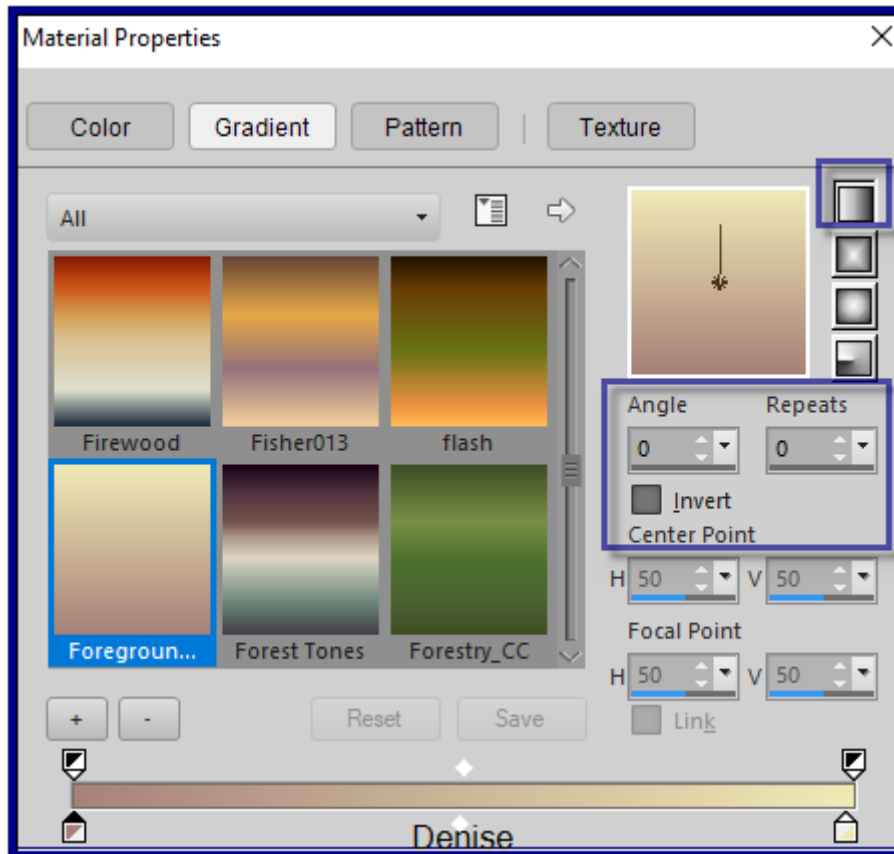 Material Properties
Color Gradient Pattern Texture
All
Firewood Fisher013 flash
Foregroun... Forest Tones Forestry_CC
Angle Repeats
0 0
Invert
Center Point
H 50 V 50
Focal Point
H 50 V 50
Link
+ - Reset Save
Denise